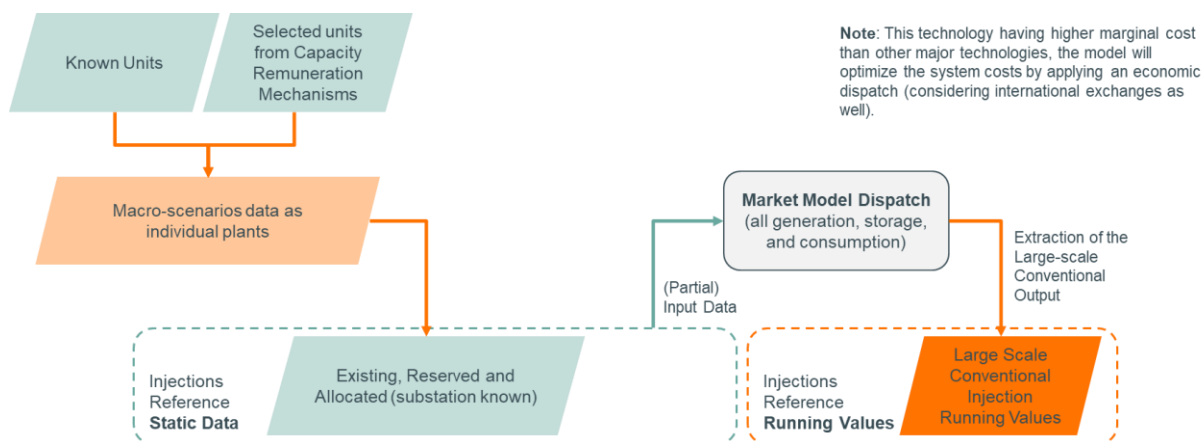 Known Units
Selected units
from Capacity
Remuneration
Mechanisms
Note: This technology having higher marginal cost
than other major technologies, the model will
optimize the system costs by applying an economic
dispatch (considering international exchanges as
well).
Macro-scenarios data as
individual plants
Market Model Dispatch
(all generation, storage,
and consumption)
(Partial)
Input Data
Extraction of the
Large-scale
Conventional
Output
Injections
Reference
Static Data
Existing, Reserved and
Allocated (substation known)
Injections
Reference
Running Values
Large Scale
Conventional
Injection
Running Values